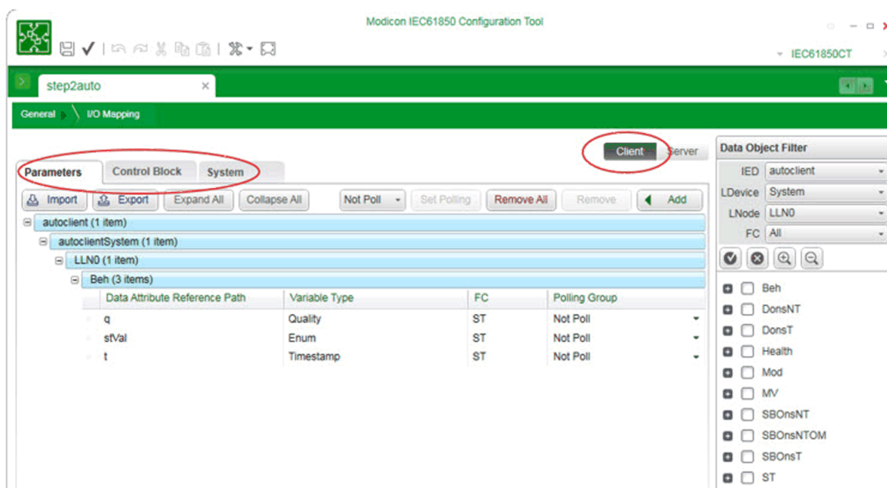 Modicon IEC61850 Configuration Tool
IEC61850CT
step2auto
General I/O Mapping
Client Server
Parameters Control Block System
Import Export Expand All Collapse All Not Poll Set Polling Remove All Remove Add
autoclient (1 item)
autoclientSystem (1 item)
LLN0 (1 item)
Beh (3 items)
Data Attribute Reference Path Variable Type FC Polling Group
q Quality ST Not Poll
stVal Enum ST Not Poll
t Timestamp ST Not Poll
Data Object Filter
IED autoclient
LDevice System
LNode LLN0
FC All
Beh
DonsNT
DonsT
Health
Mod
MV
SBOnsNT
SBOnsNTOM
SBOnsT
ST